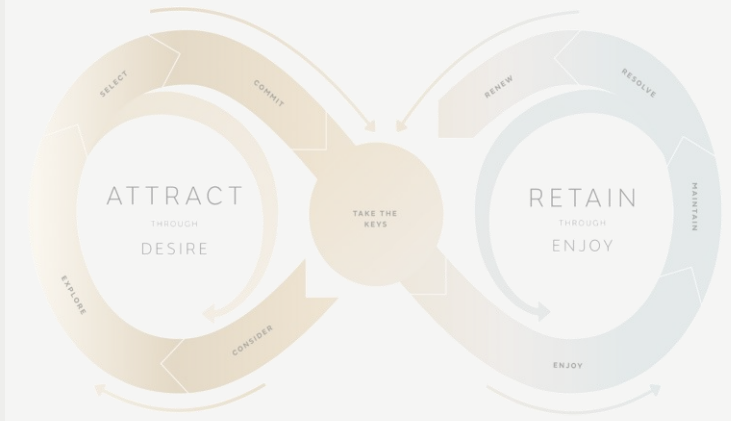 SELECT
COMMIT
RENEW
RESOLVE
ATTRACT
THROUGH
DESIRE
TAKE THE
KEYS
RETAIN
THROUGH
ENJOY
MAINTAIN
EXPLORE
CONSIDER
ENJOY